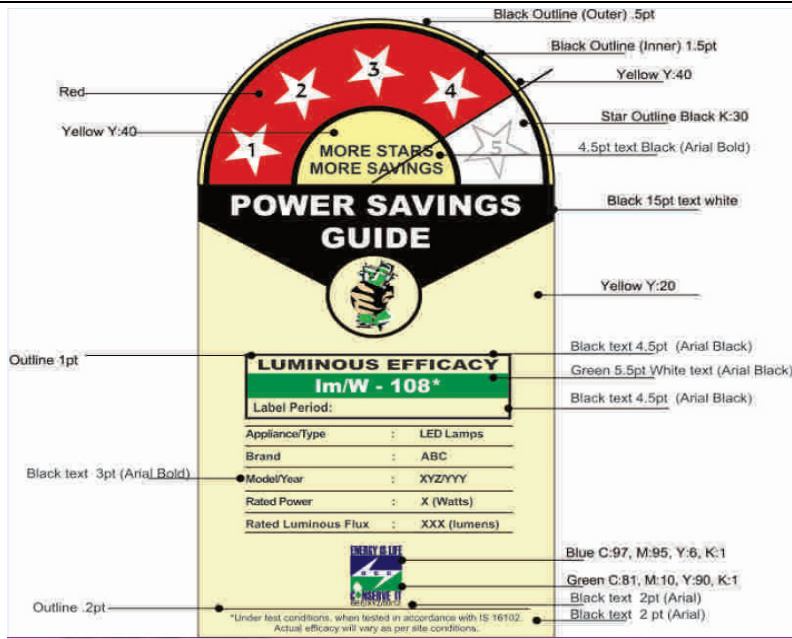 Black Outline (Outer) .5pt
Black Outline (Inner) 1.5pt
Yellow Y:40
Red
Star Outline Black K:30
Yellow Y:40
4.5pt text Black (Arial Bold)
1
2
3
4
5
MORE STARS
MORE SAVINGS
Black 15pt text white
POWER SAVINGS
GUIDE
Yellow Y:20
Outline 1pt
Black text 4.5pt (Arial Black)
LUMINOUS EFFICACY
Green 5.5pt White text (Arial Black)
lm/W - 108*
Black text 4.5pt (Arial Black)
Label Period:
Appliance/Type : LED Lamps
Brand : ABC
Black text 3pt (Arial Bold)
Model/Year : XYZ/YYY
Rated Power : X (Watts)
Rated Luminous Flux : XXX (lumens)
ENERGY IS LIFE
BEE
CONSERVE IT
Blue C:97, M:95, Y:6, K:1
Green C:81, M:10, Y:90, K:1
Black text 2pt (Arial)
Outline .2pt
Black text 2 pt (Arial)
*Under test conditions, when tested in accordance with IS 16102.
Actual efficacy will vary as per site conditions.